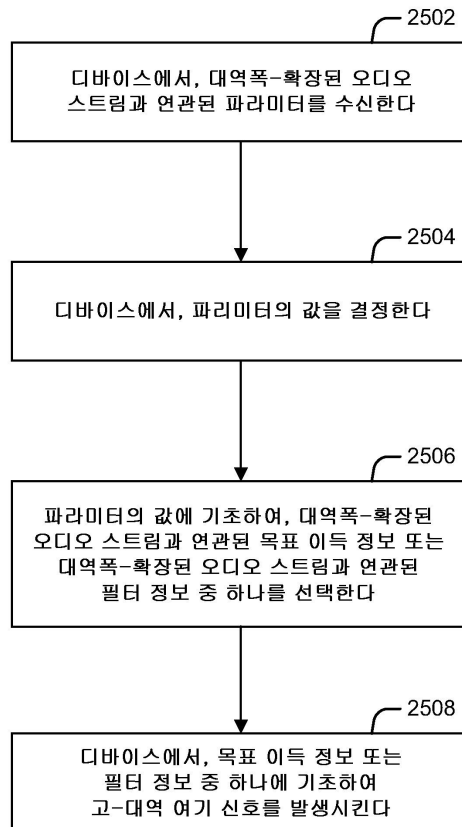 2502
디바이스에서, 대역폭-확장된 오디오
스트림과 연관된 파라미터를 수신한다
2504
디바이스에서, 파리미터의 값을 결정한다
2506
파라미터의 값에 기초하여, 대역폭-확장된
오디오 스트림과 연관된 목표 이득 정보 또는
대역폭-확장된 오디오 스트림과 연관된
필터 정보 중 하나를 선택한다
2508
디바이스에서, 목표 이득 정보 또는
필터 정보 중 하나에 기초하여
고-대역 여기 신호를 발생시킨다